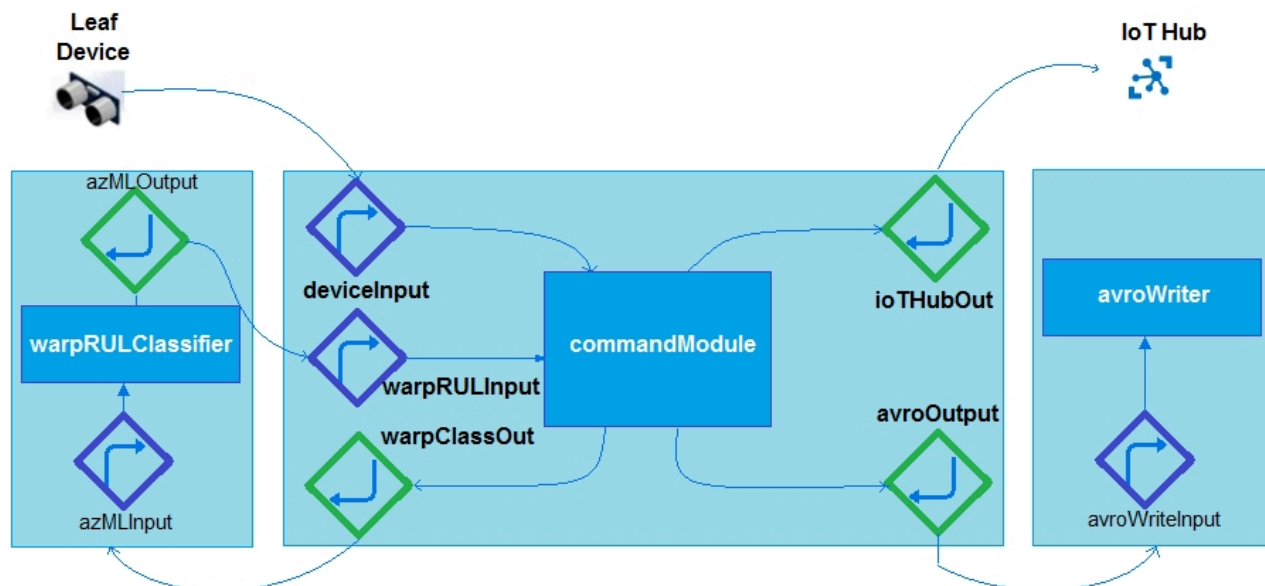 Leaf
Device
IoT Hub
azMLOutput
deviceInput
ioTHubOut
avroWriter
warpRULClassifier
commandModule
warpRULInput
warpClassOut
avroOutput
azMLInput
avroWriteInput